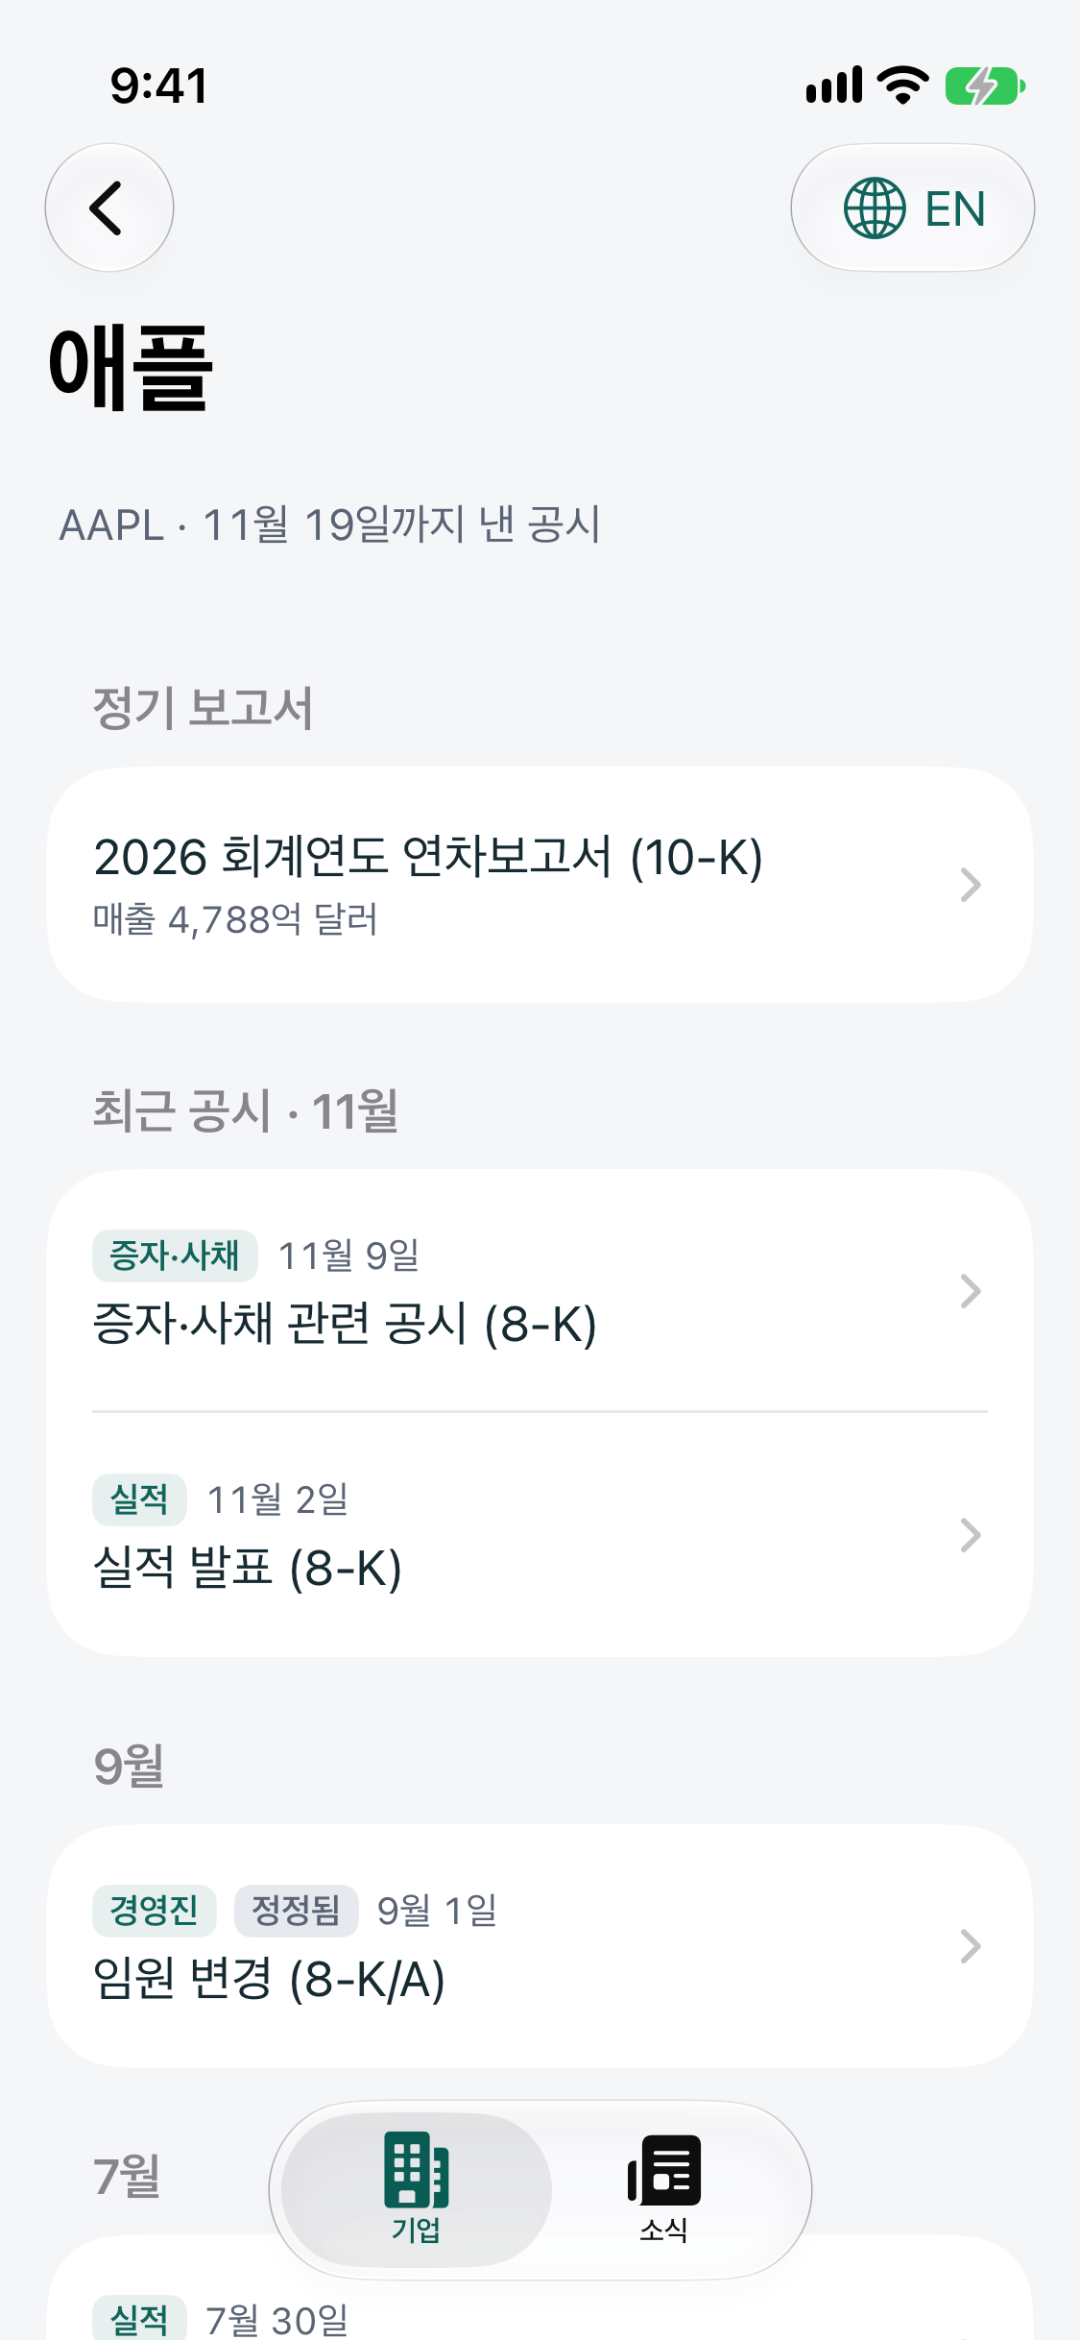 9:41
EN
애플
AAPL · 11월 19일까지 낸 공시
정기 보고서
2026 회계연도 연차보고서 (10-K)
매출 4,788억 달러
최근 공시 · 11월
증자·사채 11월 9일
증자·사채 관련 공시 (8-K)
실적 11월 2일
실적 발표 (8-K)
9월
경영진 정정됨 9월 1일
임원 변경 (8-K/A)
7월
기업 소식
실적 7월 30일